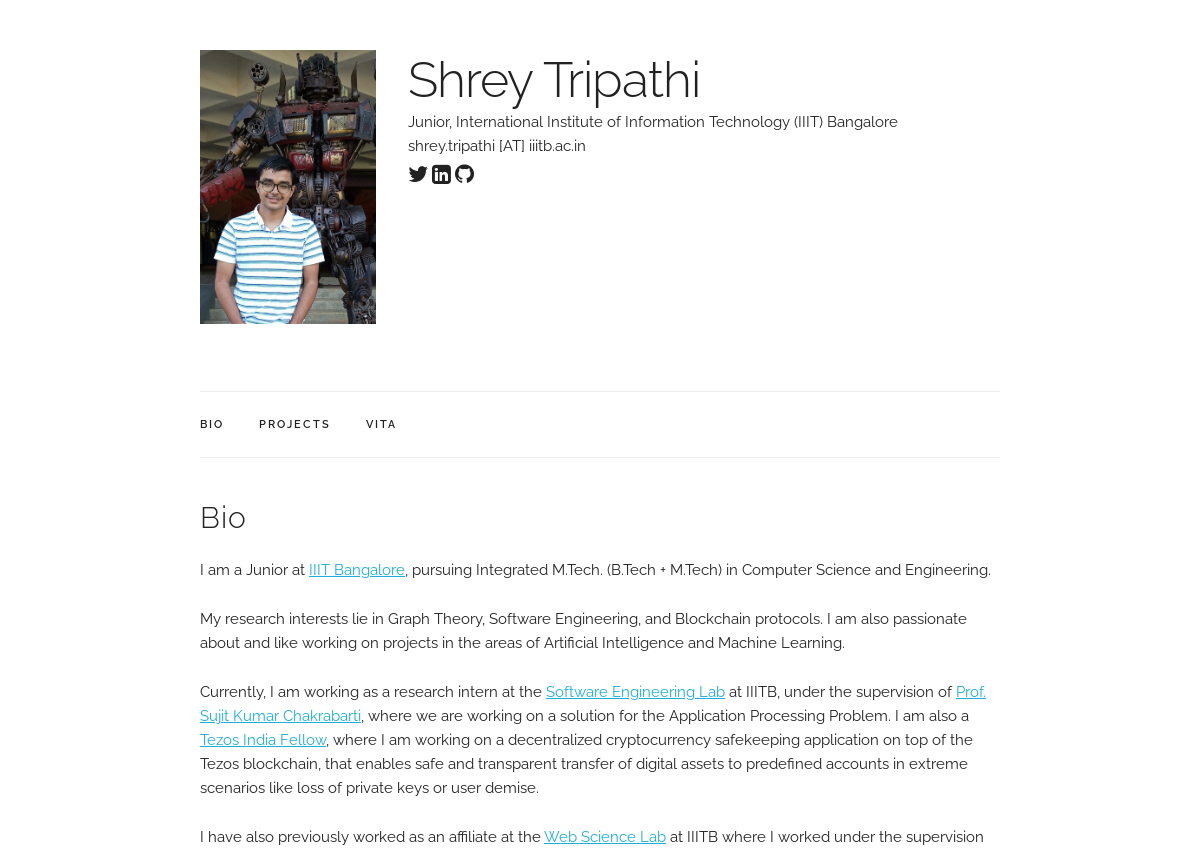 Shrey Tripathi
Junior, International Institute of Information Technology (IIIT) Bangalore
shrey.tripathi [AT] iiitb.ac.in
BIO PROJECTS VITA
Bio
I am a Junior at IIIT Bangalore, pursuing Integrated M.Tech. (B.Tech + M.Tech) in Computer Science and Engineering.
My research interests lie in Graph Theory, Software Engineering, and Blockchain protocols. I am also passionate
about and like working on projects in the areas of Artificial Intelligence and Machine Learning.
Currently, I am working as a research intern at the Software Engineering Lab at IIITB, under the supervision of Prof.
Sujit Kumar Chakrabarti, where we are working on a solution for the Application Processing Problem. I am also a
Tezos India Fellow, where I am working on a decentralized cryptocurrency safekeeping application on top of the
Tezos blockchain, that enables safe and transparent transfer of digital assets to predefined accounts in extreme
scenarios like loss of private keys or user demise.
I have also previously worked as an affiliate at the Web Science Lab at IIITB where I worked under the supervision